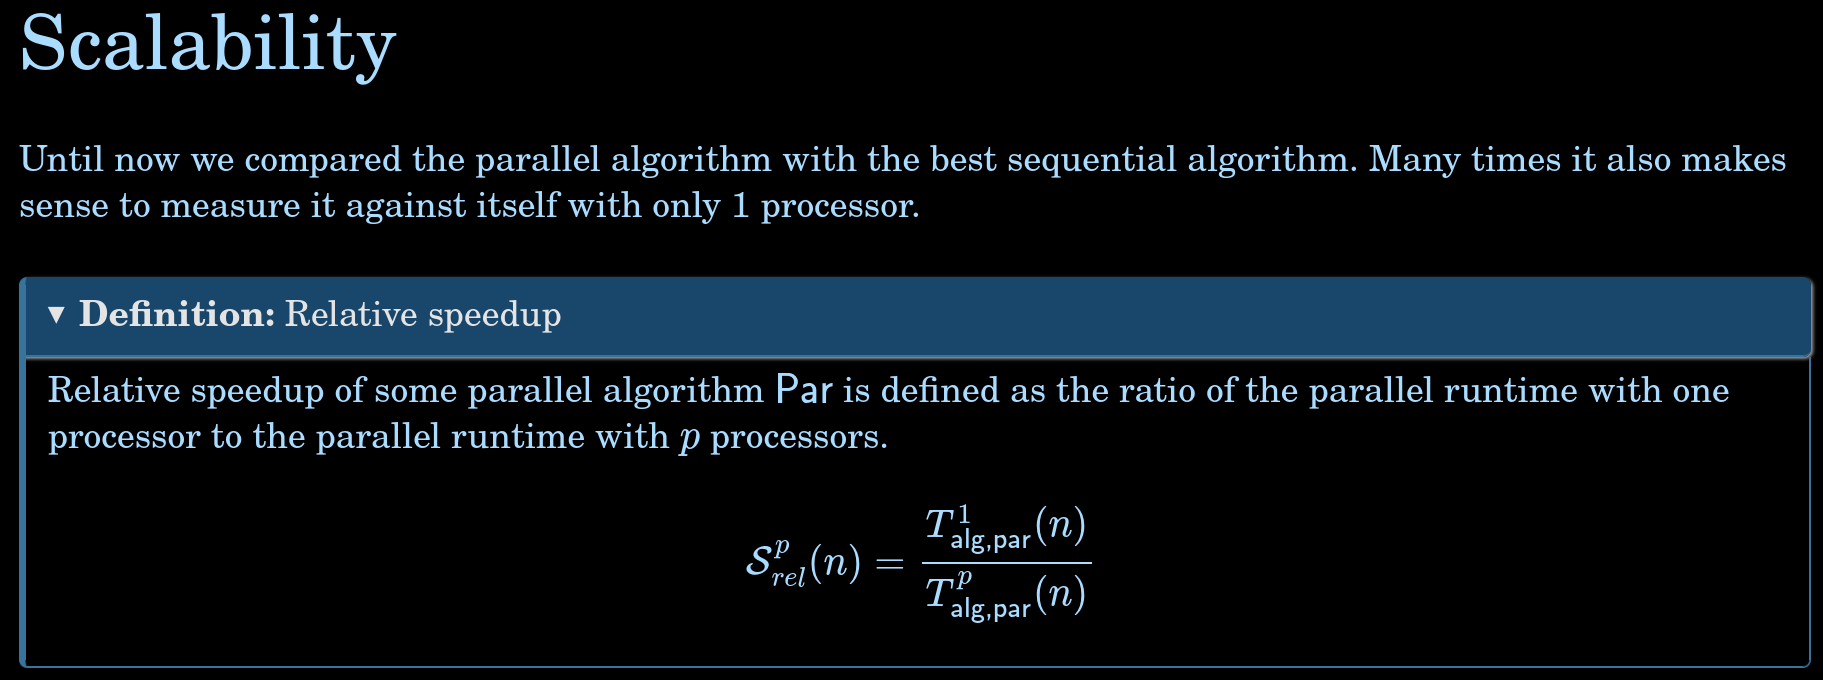 Scalability
Until now we compared the parallel algorithm with the best sequential algorithm. Many times it also makes
sense to measure it against itself with only 1 processor.
▼ Definition: Relative speedup
Relative speedup of some parallel algorithm Par is defined as the ratio of the parallel runtime with one
processor to the parallel runtime with p processors.
$\mathcal{S}^{p}_{rel}(n) = \frac{T^{1}_{\mathsf{alg,par}}(n)}{T^{p}_{\mathsf{alg,par}}(n)}$